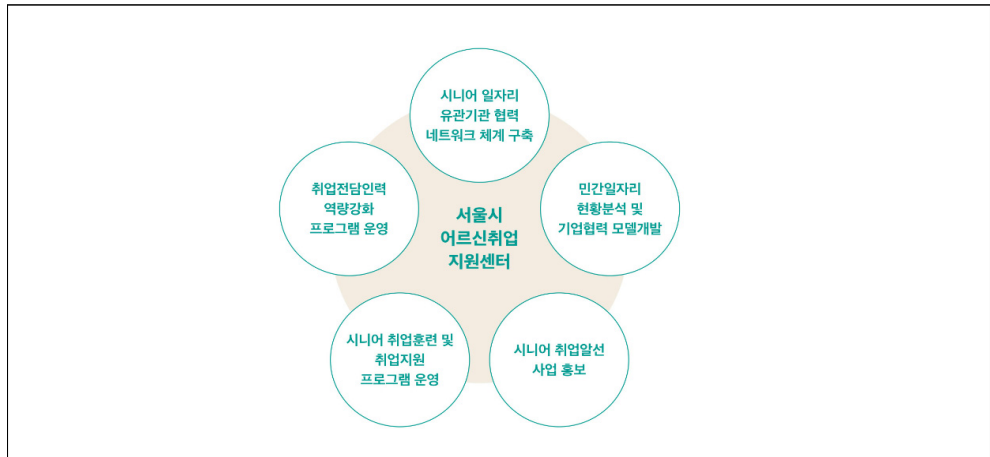 시니어 일자리
유관기관 협력
네트워크 체계 구축
취업전담인력
역량강화
프로그램 운영
서울시
어르신취업
지원센터
민간일자리
현황분석 및
기업협력 모델개발
시니어 취업훈련 및
취업지원
프로그램 운영
시니어 취업알선
사업 홍보